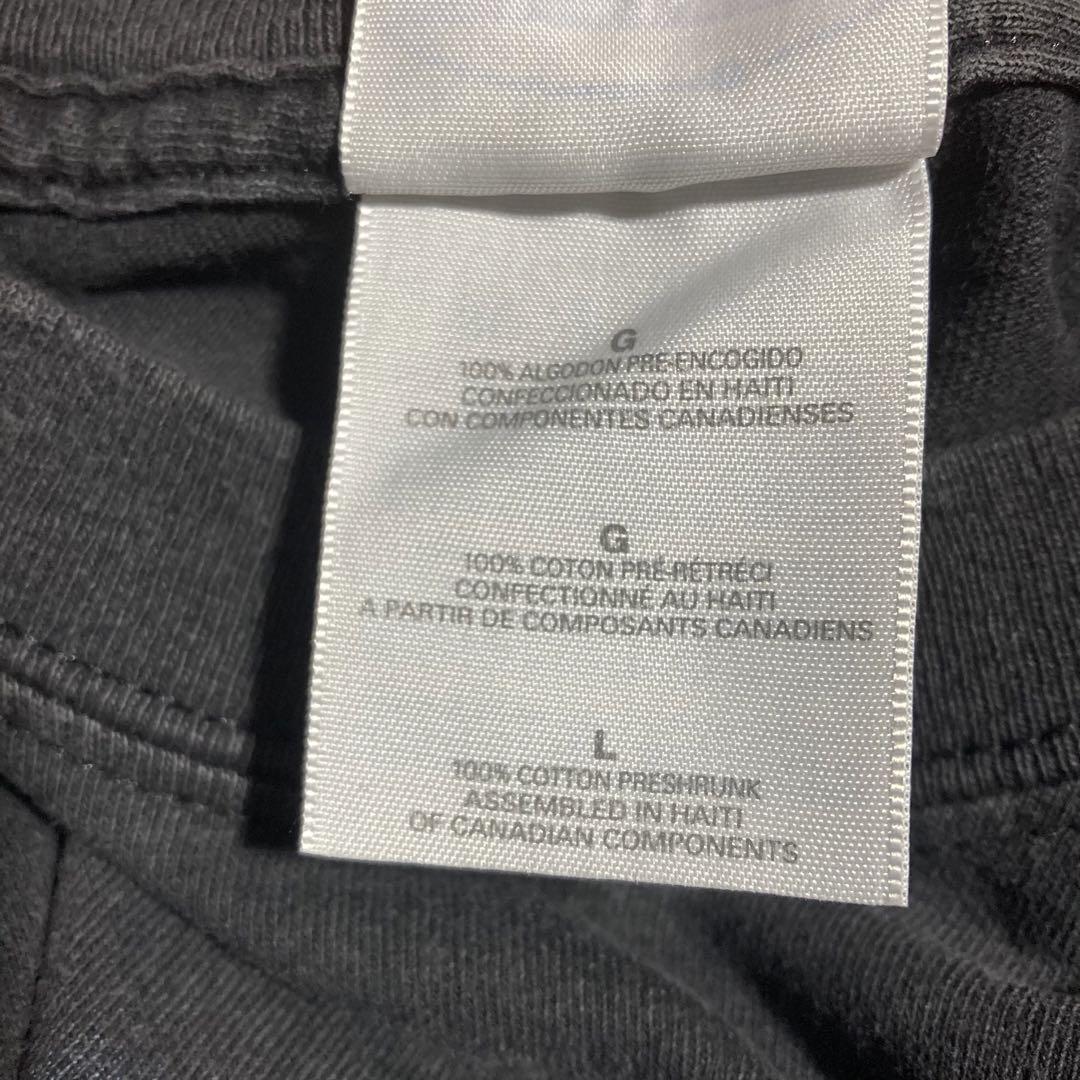 G
100% ALGODON PRE-ENCOGIDO
CONFECCIONADO EN HAITI
CON COMPONENTES CANADIENSES
G
100% COTON PRÉ-RÉTRÉCI
CONFECTIONNÉ AU HAITI
A PARTIR DE COMPOSANTS CANADIENS
L
100% COTTON PRESHRUNK
ASSEMBLED IN HAITI
OF CANADIAN COMPONENTS